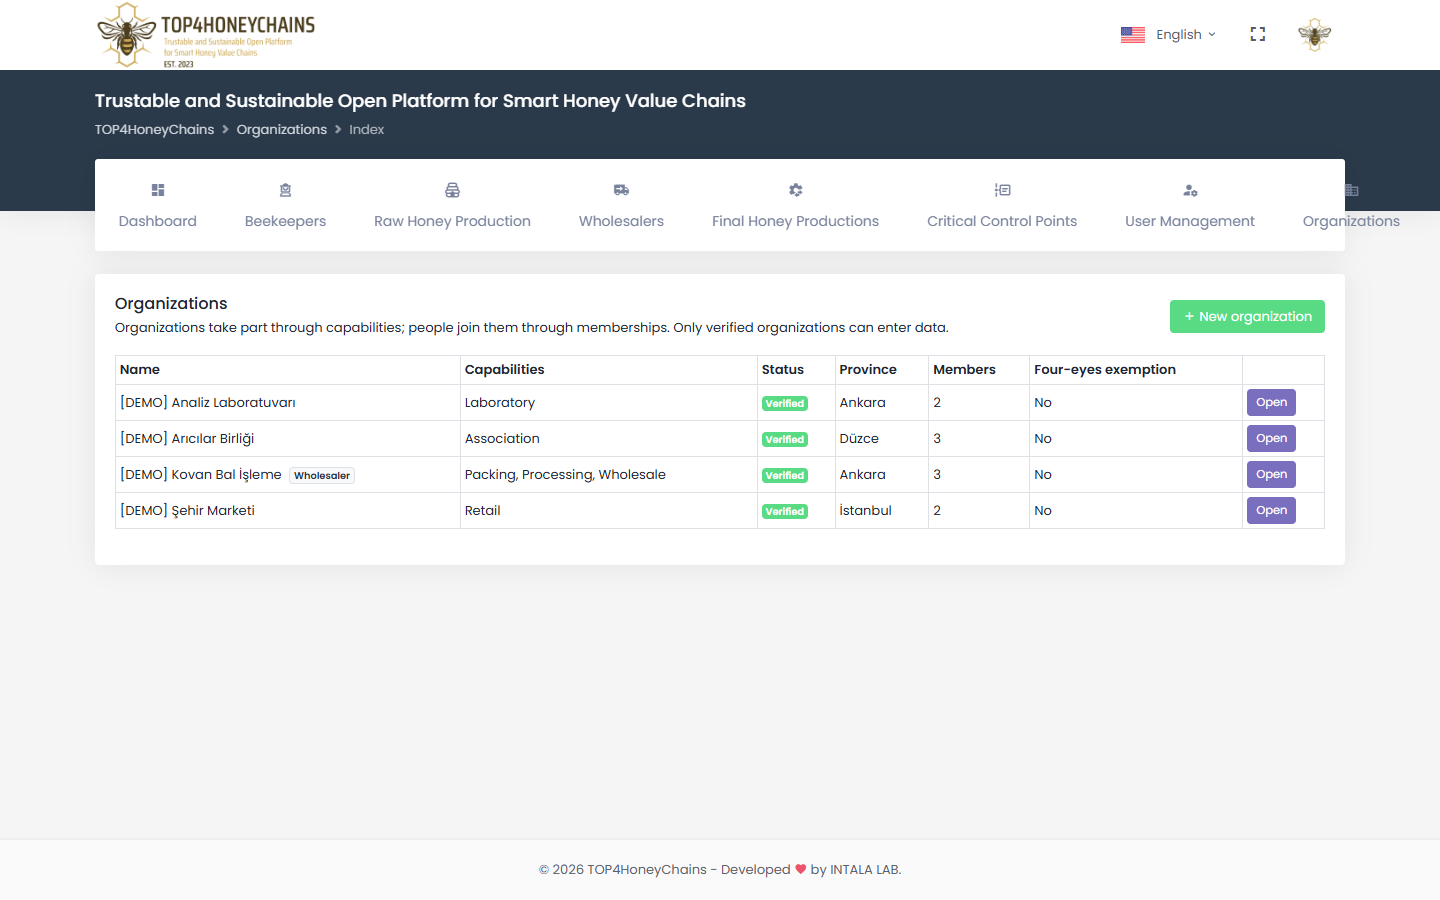 TOP4HONEYCHAINS
Trustable and Sustainable Open Platform
for Smart Honey Value Chains
EST. 2023
English
Trustable and Sustainable Open Platform for Smart Honey Value Chains
TOP4HoneyChains > Organizations > Index
Dashboard Beekeepers Raw Honey Production Wholesalers Final Honey Productions Critical Control Points User Management Organizations
Organizations
Organizations take part through capabilities; people join them through memberships. Only verified organizations can enter data.
+ New organization
Name Capabilities Status Province Members Four-eyes exemption
[DEMO] Analiz Laboratuvarı Laboratory Verified Ankara 2 No Open
[DEMO] Arıcılar Birliği Association Verified Düzce 3 No Open
[DEMO] Kovan Bal İşleme Wholesaler Packing, Processing, Wholesale Verified Ankara 3 No Open
[DEMO] Şehir Marketi Retail Verified İstanbul 2 No Open
© 2026 TOP4HoneyChains - Developed ♥ by INTALA LAB.